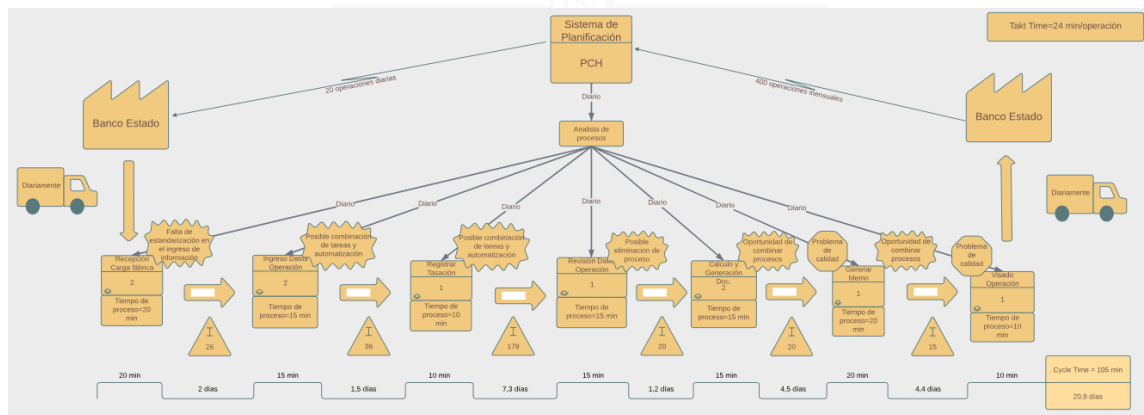 Sistema de
Planificación
PCH
Takt Time=24 min/operación
20 operaciones diarias
400 operaciones mensuales
Banco Estado
Banco Estado
Diario
Analista de
procesos
Diariamente
Diariamente
Diario
Diario
Diario
Diario
Diario
Diario
Diario
Falta de
estandarización en
el ingreso de
información
Posible combinación
de tareas y
automatización
Posible combinación
de tareas y
automatización
Posible
eliminacion de
proceso
Oportunidad de
combinar
procesos
Problema
de
calidad
Oportunidad de
combinar
procesos
Problema
de
calidad
Recepción
Carga fábrica
2
Tiempo de
proceso=20
min
Ingreso Datos
Operación
2
Tiempo de
proceso=15 min
Registrar
Tasación
1
Tiempo de
proceso=10
min
Revisión Datos
Operación
1
Tiempo de
proceso=15 min
Calculo y
Generación
Doc.
2
Tiempo de
proceso=15 min
Generar
Memo
1
Tiempo de
proceso=20
min
Visado
Operación
1
Tiempo de
proceso=10
min
I
26
I
36
I
179
I
20
I
20
I
15
20 min
2 días
15 min
1,5 días
10 min
7,3 días
15 min
1,2 días
15 min
4,5 días
20 min
4,4 días
10 min
Cycle Time = 105 min
20,9 días